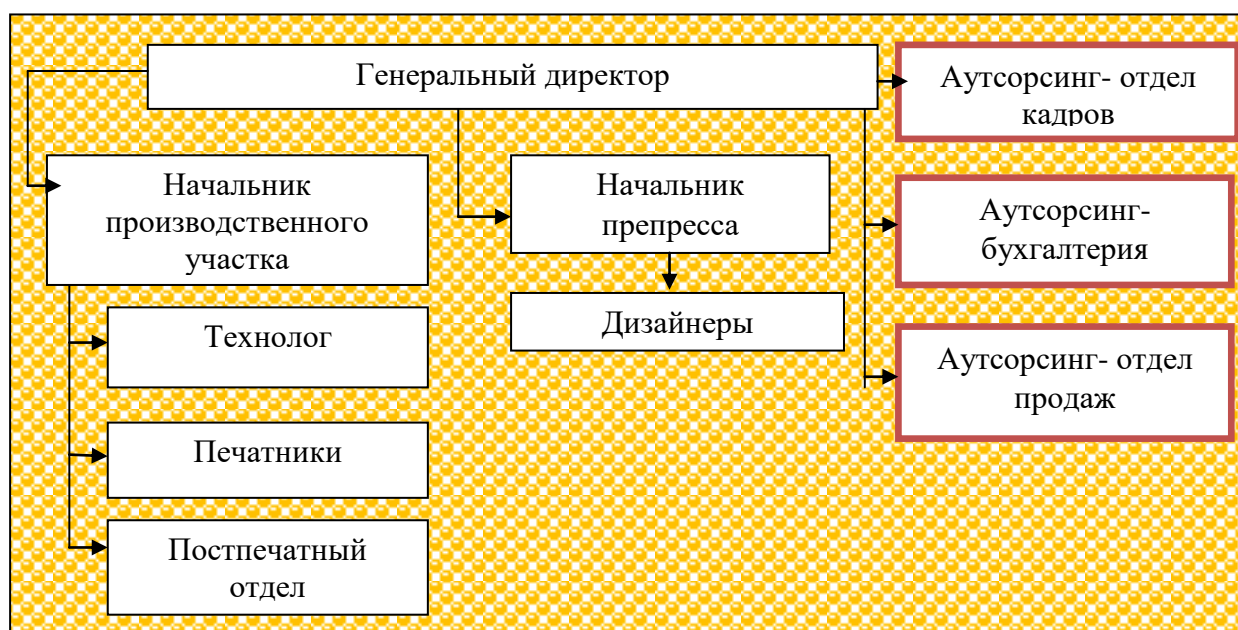 Генеральный директор
Аутсорсинг- отдел
кадров
Начальник
производственного
участка
Начальник
препресса
Аутсорсинг-
бухгалтерия
Технолог
Дизайнеры
Аутсорсинг- отдел
продаж
Печатники
Постпечатный
отдел